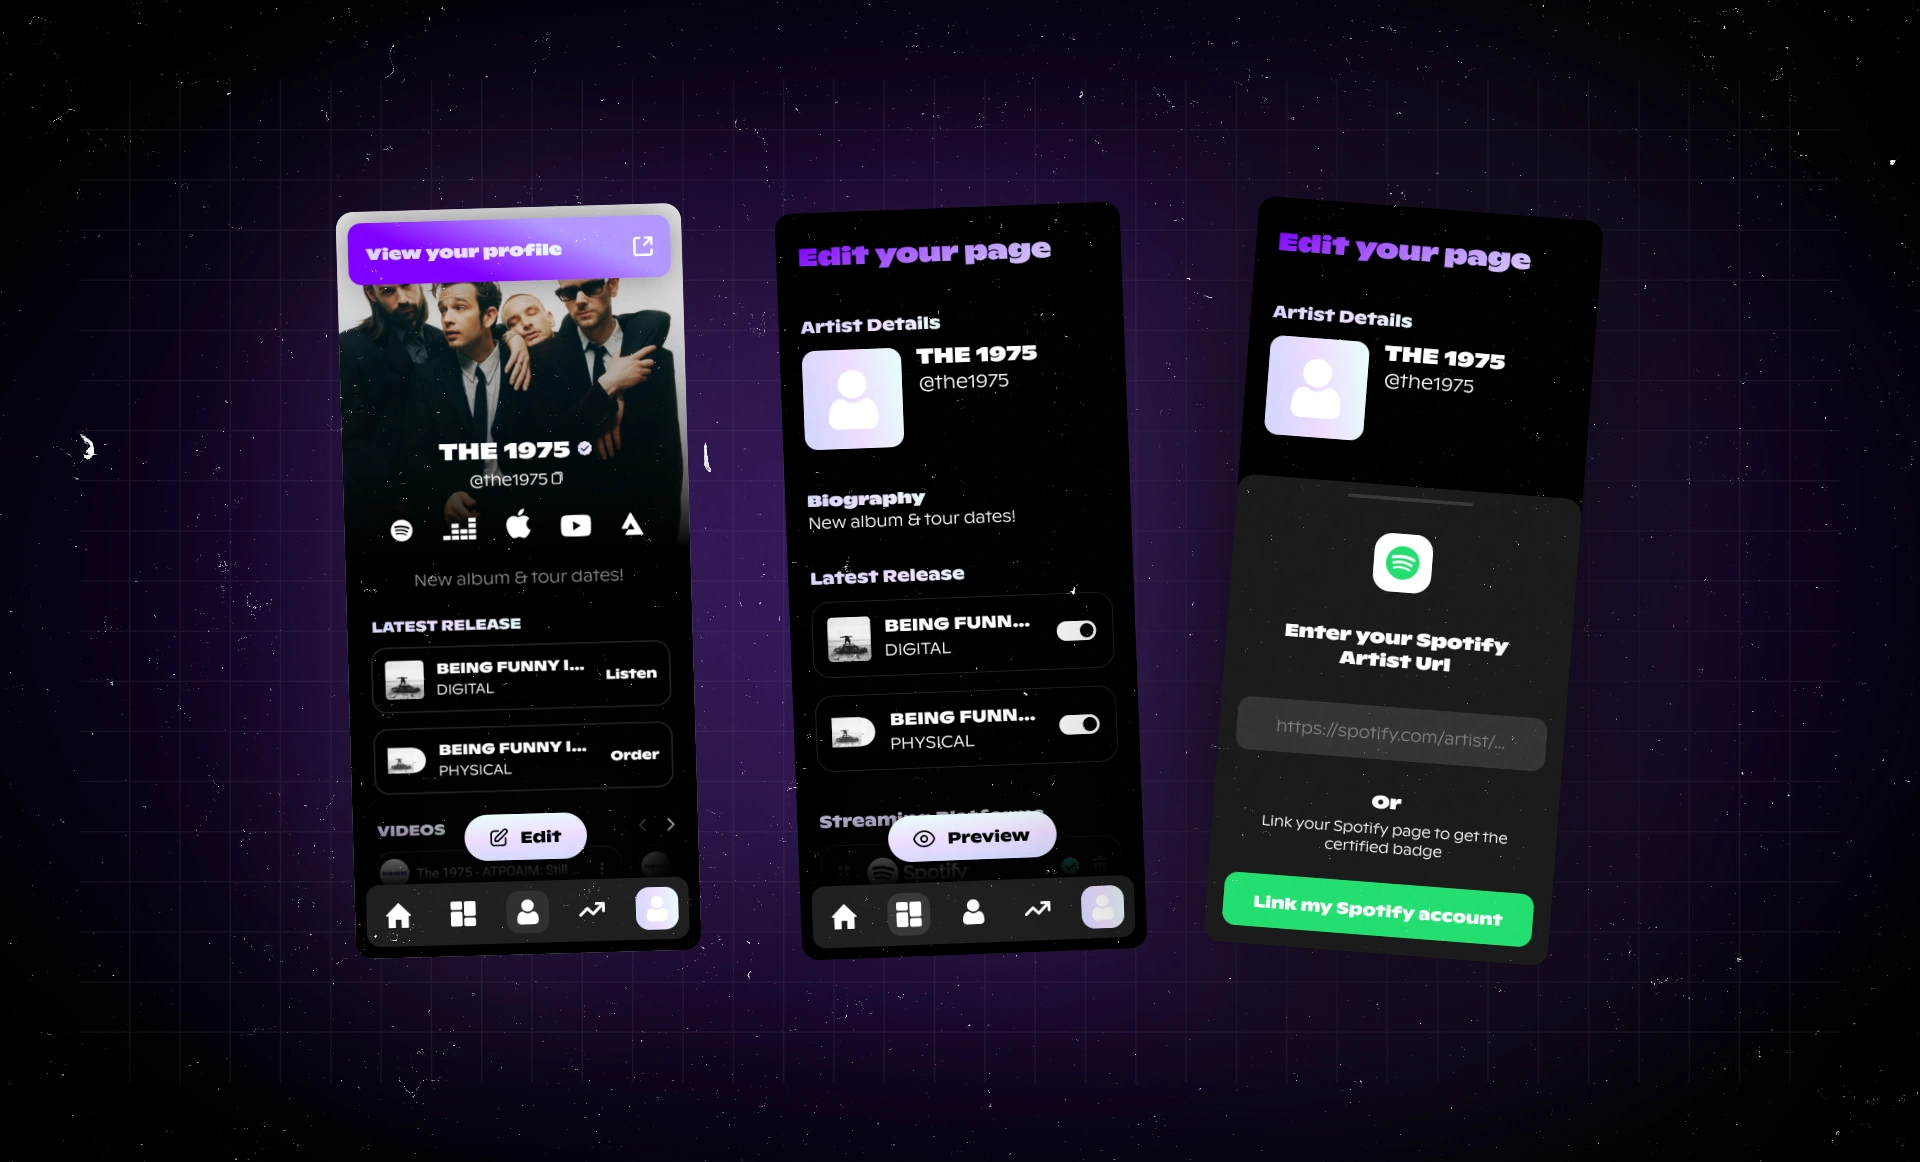 View your profile
THE 1975
@the1975
New album & tour dates!
LATEST RELEASE
BEING FUNNY I...
DIGITAL
Listen
BEING FUNNY I...
PHYSICAL
Order
VIDEOS
Edit
The 1975 - ATPOAIM: Still ...
Edit your page
Artist Details
THE 1975
@the1975
Biography
New album & tour dates!
Latest Release
BEING FUNN...
DIGITAL
BEING FUNN...
PHYSICAL
Streaming Platforms
Preview
Spotify
Edit your page
Artist Details
THE 1975
@the1975
Enter your Spotify
Artist Url
https://spotify.com/artist/...
Or
Link your Spotify page to get the
certified badge
Link my Spotify account